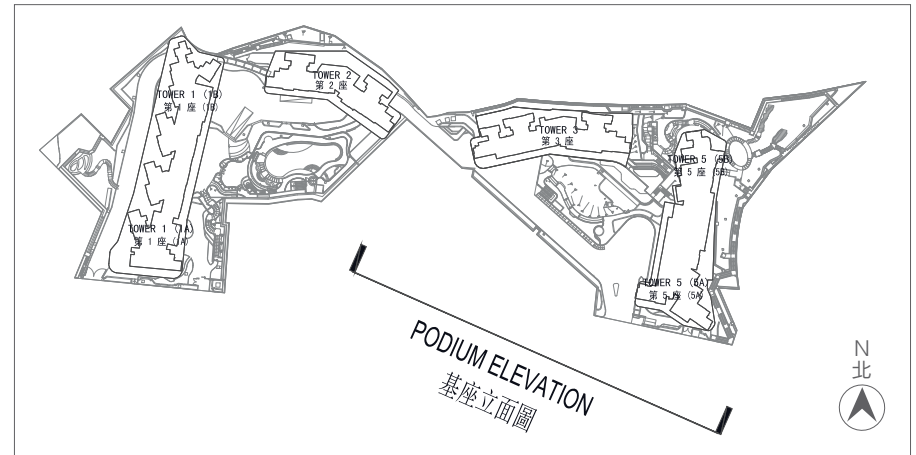 TOWER 1 (1B)
第 1 座 (1B)
TOWER 2
第 2 座
TOWER 3
第 3 座
TOWER 5 (5B)
第 5 座 (5B)
TOWER 1 (1A)
第 1 座 (1A)
TOWER 5 (5A)
第 5 座 (5A)
PODIUM ELEVATION
基座立面圖
N
北